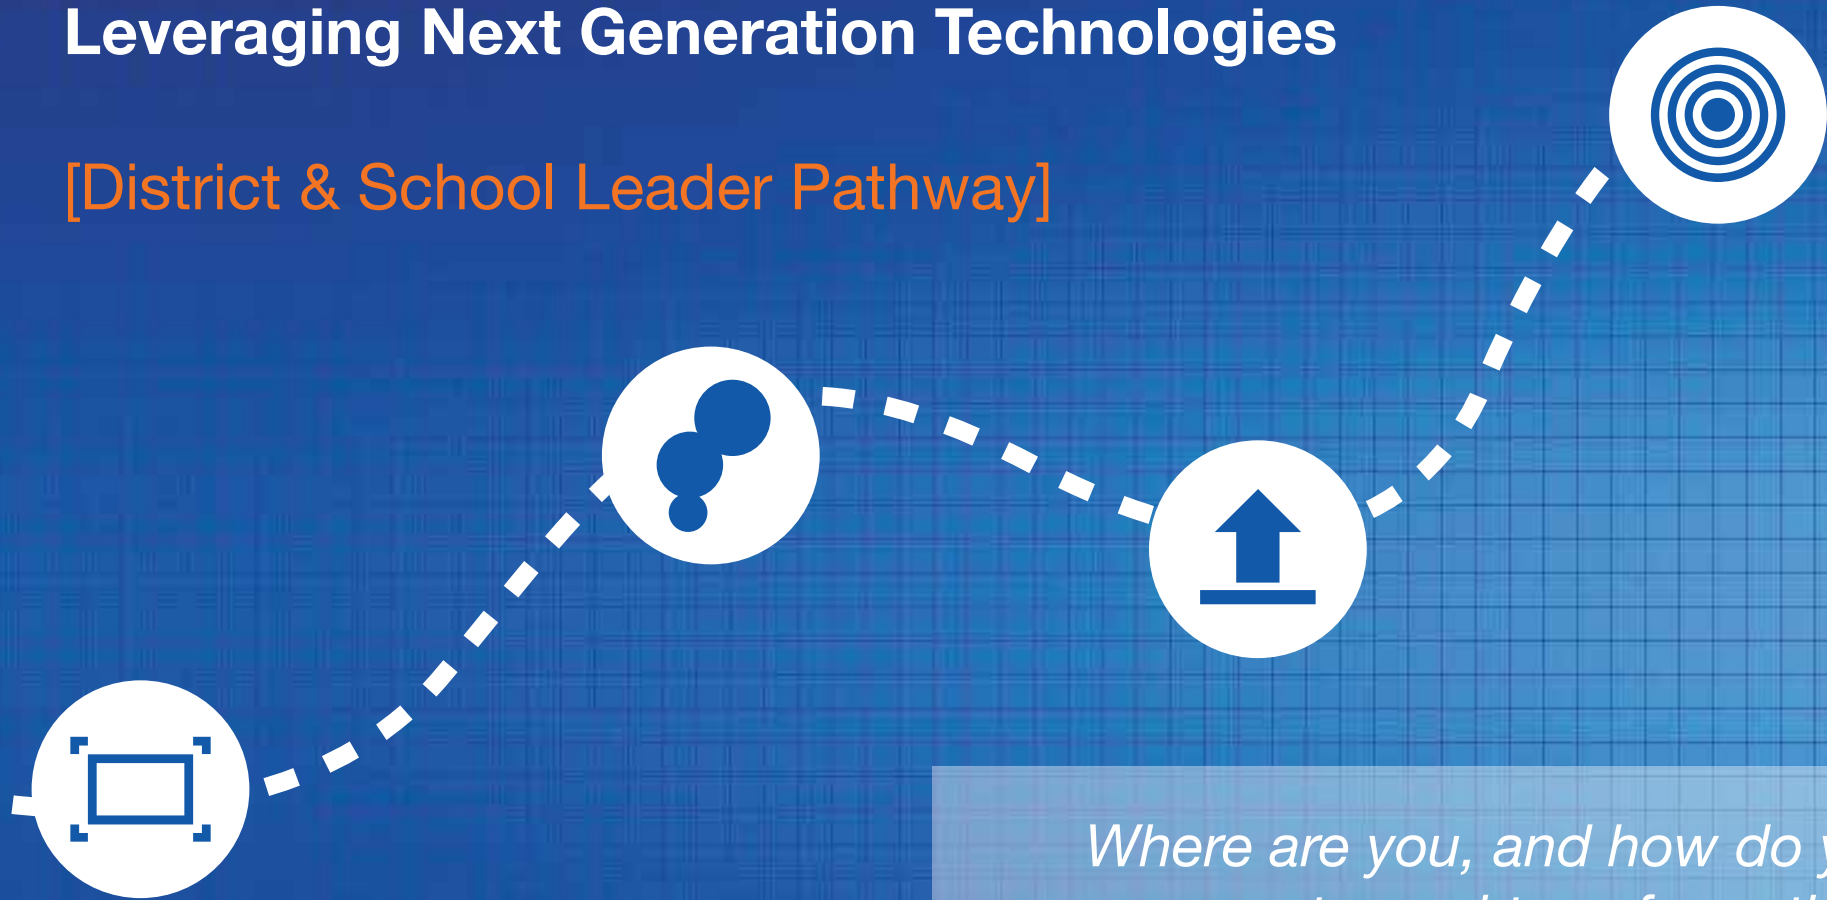 Leveraging Next Generation Technologies
[District & School Leader Pathway]
Where are you, and how do